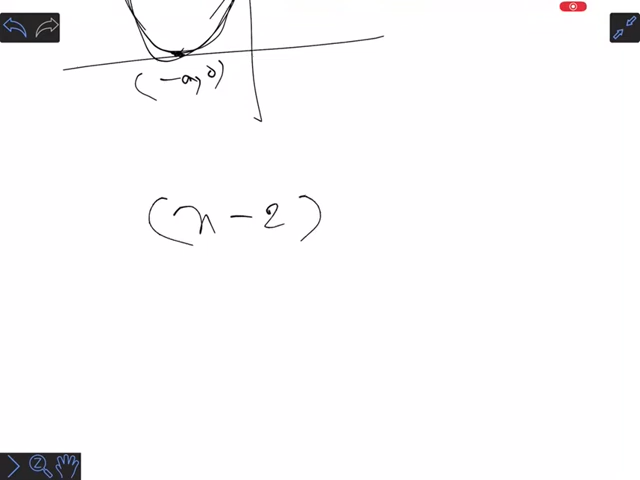 (-a, 0)
(x - 2)